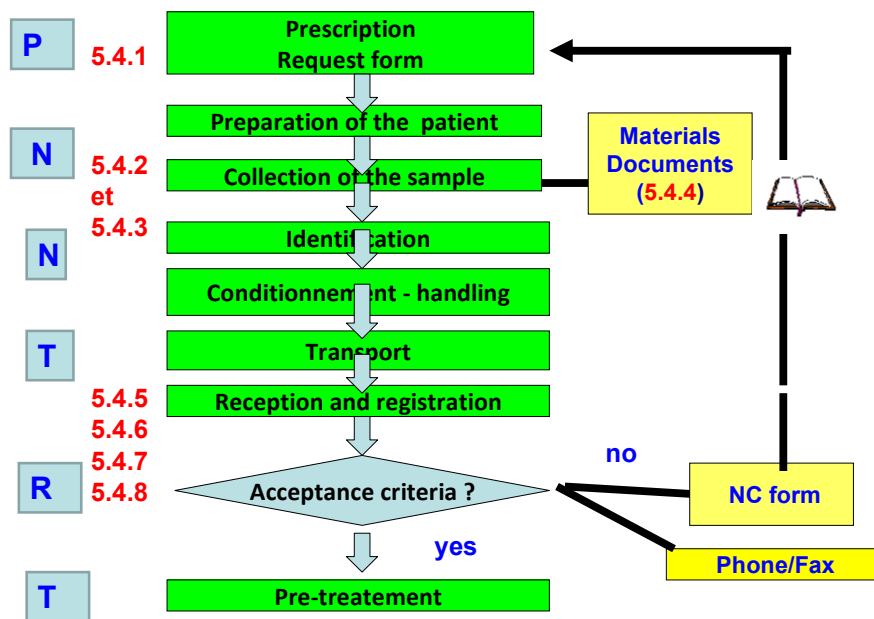 P
5.4.1
Prescription
Request form
Preparation of the patient
N
5.4.2
et
5.4.3
Collection of the sample
Materials
Documents
(5.4.4)
Identification
N
Conditionnement - handling
T
Transport
5.4.5
5.4.6
5.4.7
5.4.8
Reception and registration
R
Acceptance criteria ?
no
NC form
yes
Phone/Fax
T
Pre-treatement